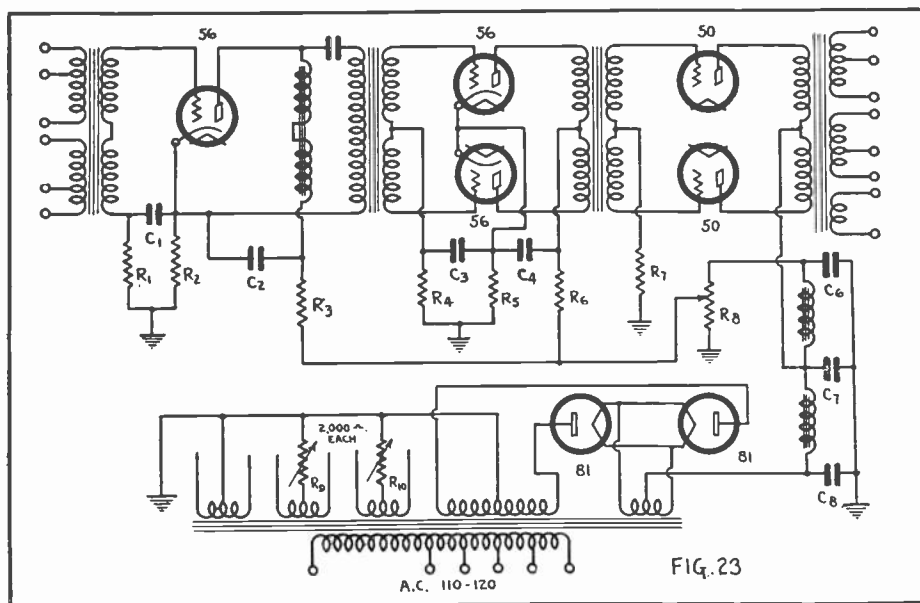 56
56
50
C1
R1
R2
C2
R3
56
C3
C4
R4
R5
R6
50
R7
R8
C6
C7
C8
2,000 Ω.
EACH
R9
R10
81
81
A.C. 110-120
FIG.23